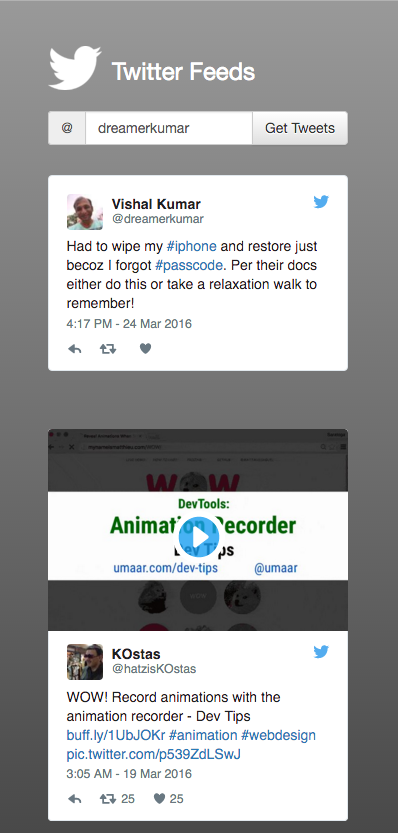 Twitter Feeds
@ dreamerkumar Get Tweets
Vishal Kumar
@dreamerkumar
Had to wipe my #iphone and restore just
becoz I forgot #passcode. Per their docs
either do this or take a relaxation walk to
remember!
4:17 PM - 24 Mar 2016
WOW
DevTools:
Animation Recorder
Dev Tips
umaar.com/dev-tips @umaar
WOW
KOstas
@hatzisKOstas
WOW! Record animations with the
animation recorder - Dev Tips
buff.ly/1UbJOKr #animation #webdesign
pic.twitter.com/p539ZdLSwJ
3:05 AM - 19 Mar 2016
25 25